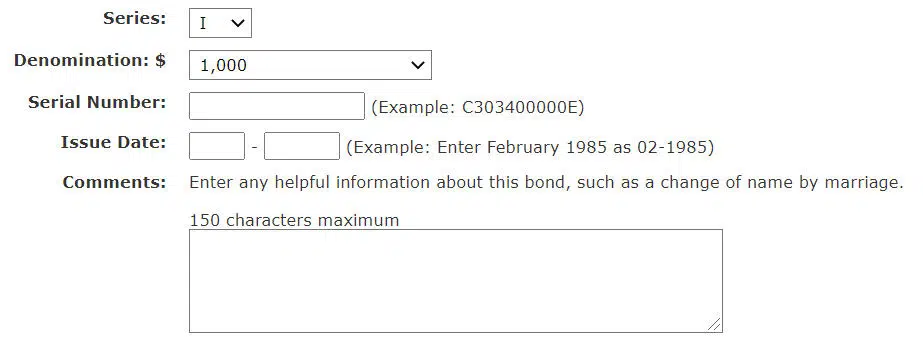 Series: I
Denomination: $ 1,000
Serial Number: (Example: C303400000E)
Issue Date: - (Example: Enter February 1985 as 02-1985)
Comments: Enter any helpful information about this bond, such as a change of name by marriage.
150 characters maximum